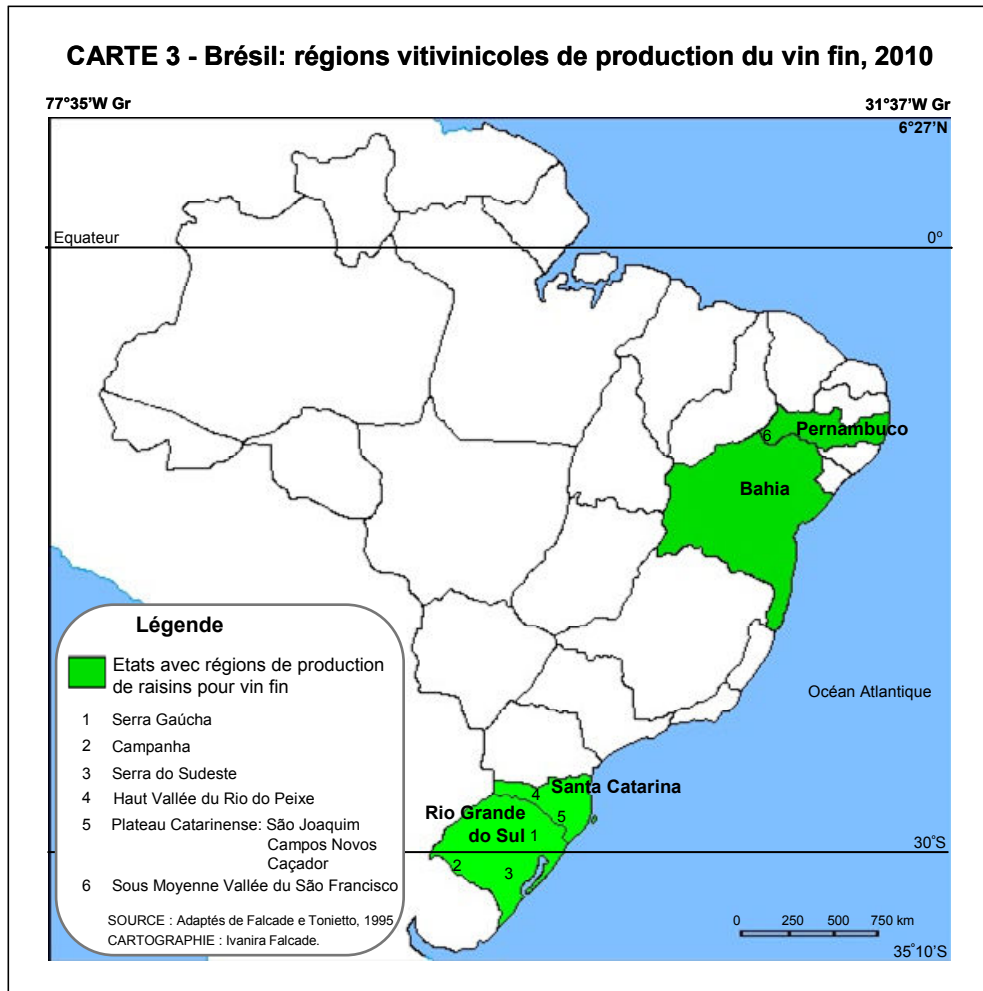 CARTE 3 - Brésil: régions vitivinicoles de production du vin fin, 2010
77°35'W Gr
31°37'W Gr
6°27'N
Equateur
0°
6
Pernambuco
Bahia
Océan Atlantique
Santa Catarina
4
5
Rio Grande
do Sul
1
30°S
2
3
Légende
Etats avec régions de production
de raisins pour vin fin
1 Serra Gaúcha
2 Campanha
3 Serra do Sudeste
4 Haut Vallée du Rio do Peixe
5 Plateau Catarinense: São Joaquim
Campos Novos
Caçador
6 Sous Moyenne Vallée du São Francisco
SOURCE : Adaptés de Falcade e Tonietto, 1995
CARTOGRAPHIE : Ivanira Falcade.
0 250 500 750 km
35°10'S